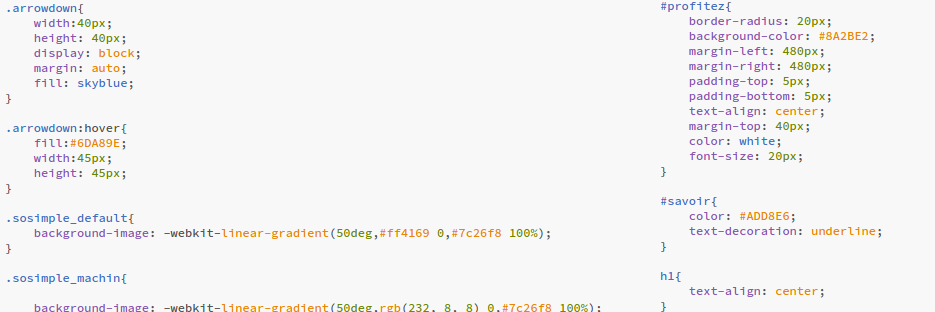 .arrowdown{
    width:40px;
    height: 40px;
    display: block;
    margin: auto;
    fill: skyblue;
}
.arrowdown:hover{
    fill:#6DA89E;
    width:45px;
    height: 45px;
}
.sosimple_default{
    background-image: -webkit-linear-gradient(50deg,#ff4169 0,#7c26f8 100%);
}
.sosimple_machin{
    background-image: -webkit-linear-gradient(50deg,rgb(232, 8, 8) 0,#7c26f8 100%);
#profitez{
    border-radius: 20px;
    background-color: #8A2BE2;
    margin-left: 480px;
    margin-right: 480px;
    padding-top: 5px;
    padding-bottom: 5px;
    text-align: center;
    margin-top: 40px;
    color: white;
    font-size: 20px;
}
#savoir{
    color: #ADD8E6;
    text-decoration: underline;
}
h1{
    text-align: center;
}